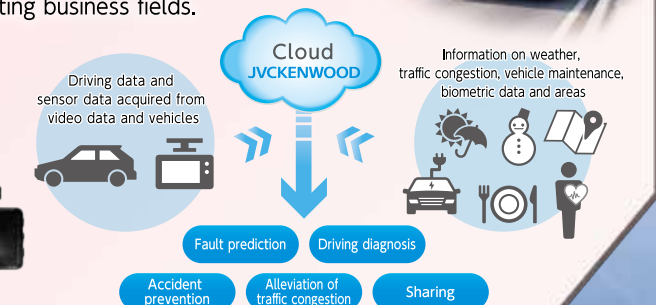 ting business fields.
Cloud
JVCKENWOOD
Driving data and
sensor data acquired from
video data and vehicles
Information on weather,
traffic congestion, vehicle maintenance,
biometric data and areas
Fault prediction
Driving diagnosis
Accident
prevention
Alleviation of
traffic congestion
Sharing